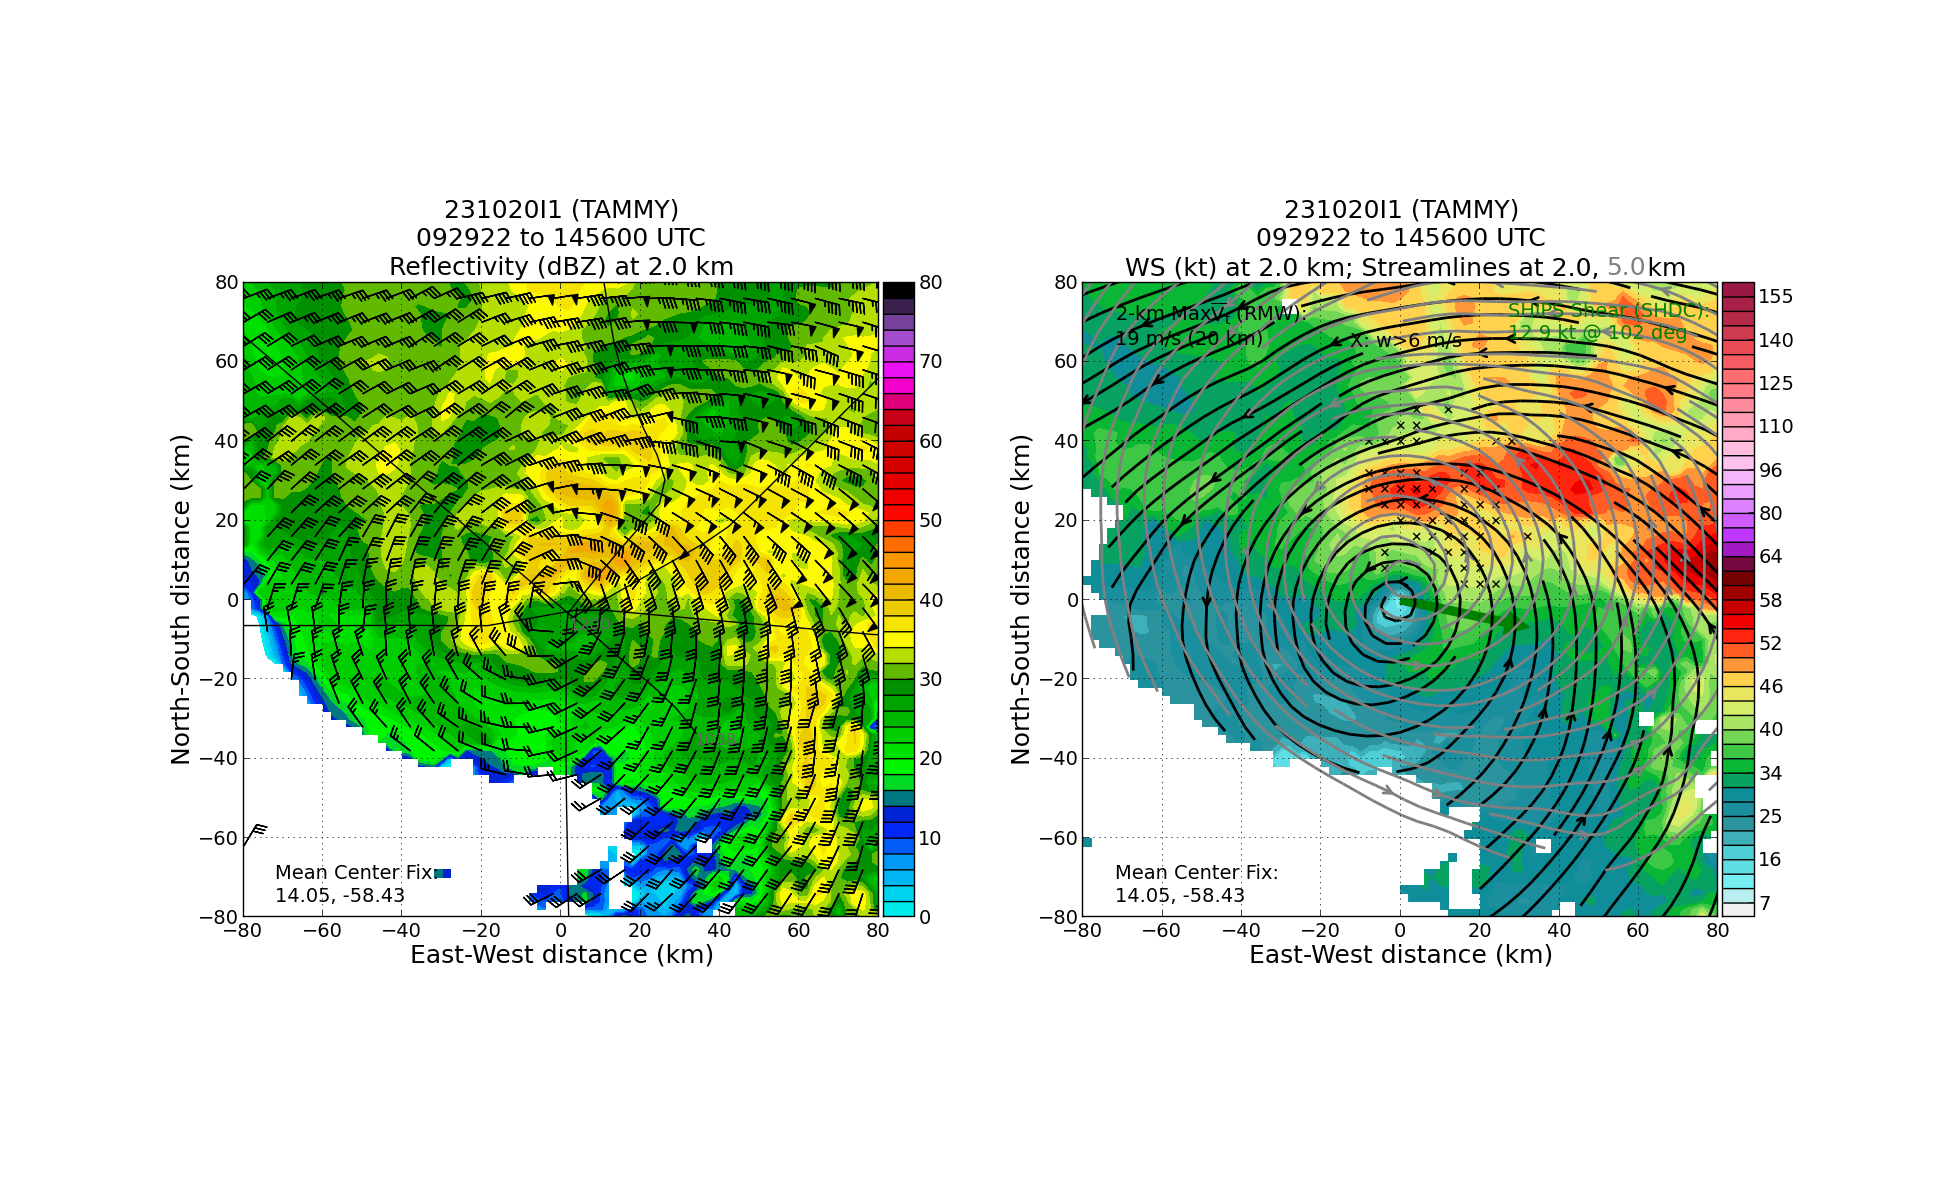 231020I1 (TAMMY)
092922 to 145600 UTC
Reflectivity (dBZ) at 2.0 km
80
60
40
20
0
−20
−40
−60
−80
North-South distance (km)
−80 −60 −40 −20 0 20 40 60 80
East-West distance (km)
Mean Center Fix:
14.05, -58.43
80
70
60
50
40
30
20
10
0
231020I1 (TAMMY)
092922 to 145600 UTC
WS (kt) at 2.0 km; Streamlines at 2.0, 5.0 km
2-km MaxVt (RMW):
19 m/s (20 km)
X: w>6 m/s
SHIPS Shear (SHDC):
12.9 kt @ 102 deg
80
60
40
20
0
−20
−40
−60
−80
North-South distance (km)
−80 −60 −40 −20 0 20 40 60 80
East-West distance (km)
Mean Center Fix:
14.05, -58.43
155
140
125
110
96
80
64
58
52
46
40
34
25
16
7